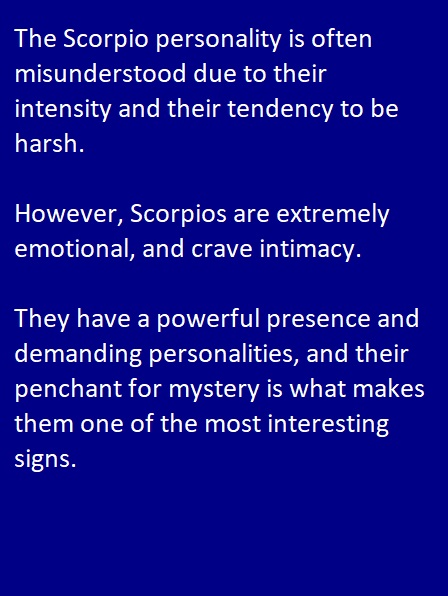 The Scorpio personality is often
misunderstood due to their
intensity and their tendency to be
harsh.
However, Scorpios are extremely
emotional, and crave intimacy.
They have a powerful presence and
demanding personalities, and their
penchant for mystery is what makes
them one of the most interesting
signs.